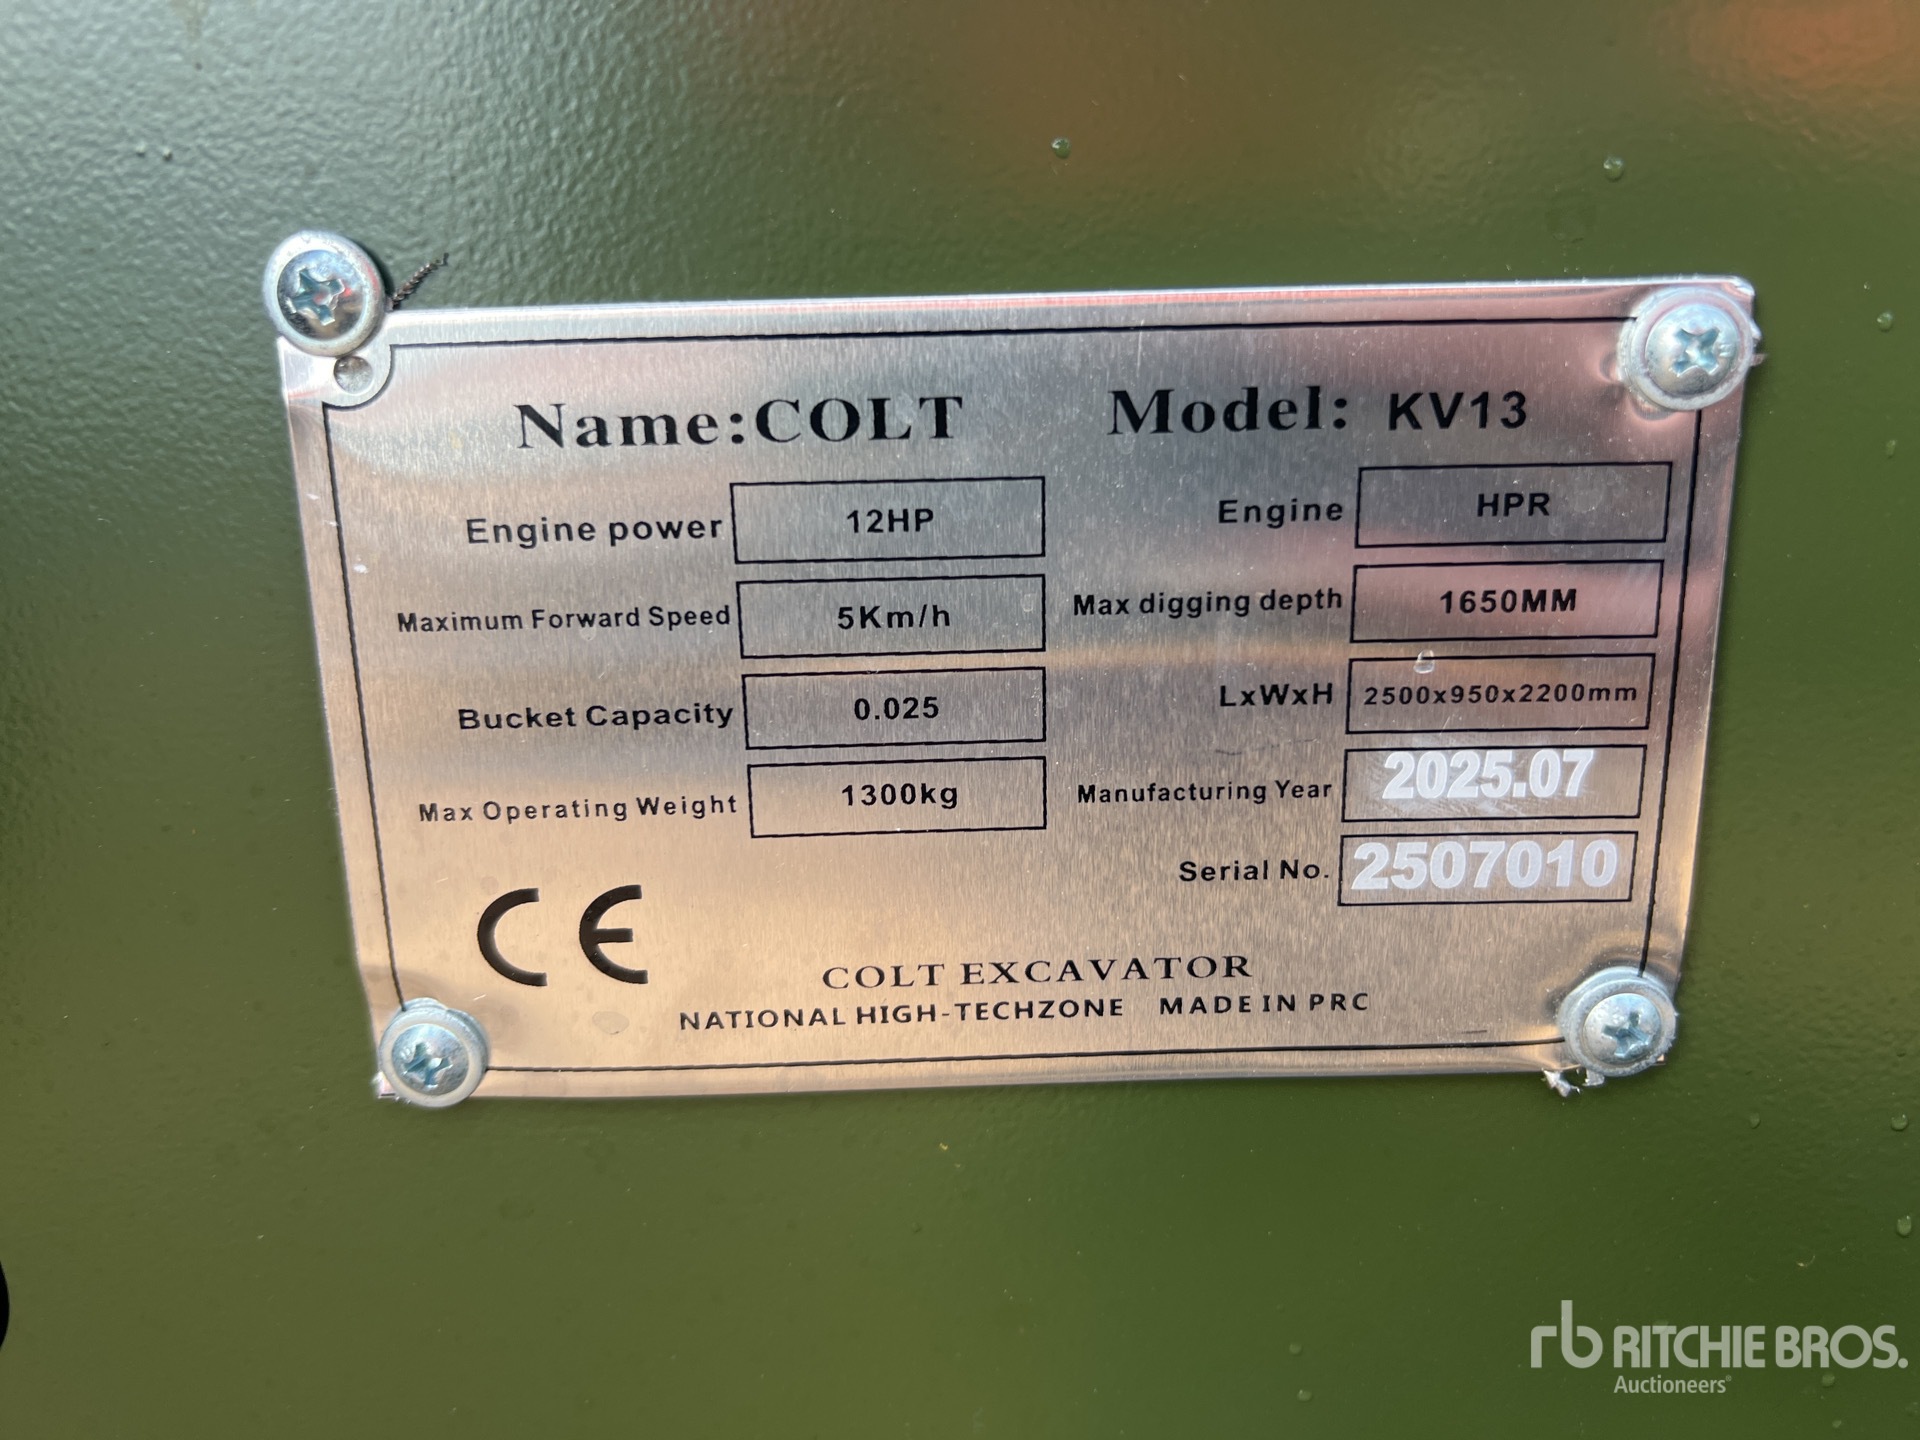 Name:COLT Model: KV13
Engine power 12HP Engine HPR
Maximum Forward Speed 5Km/h Max digging depth 1650MM
Bucket Capacity 0.025 LxWxH 2500x950x2200mm
Max Operating Weight 1300kg Manufacturing Year 2025.07
Serial No. 2507010
CE
COLT EXCAVATOR
NATIONAL HIGH-TECHZONE MADE IN PRC
rb RITCHIE BROS.
Auctioneers